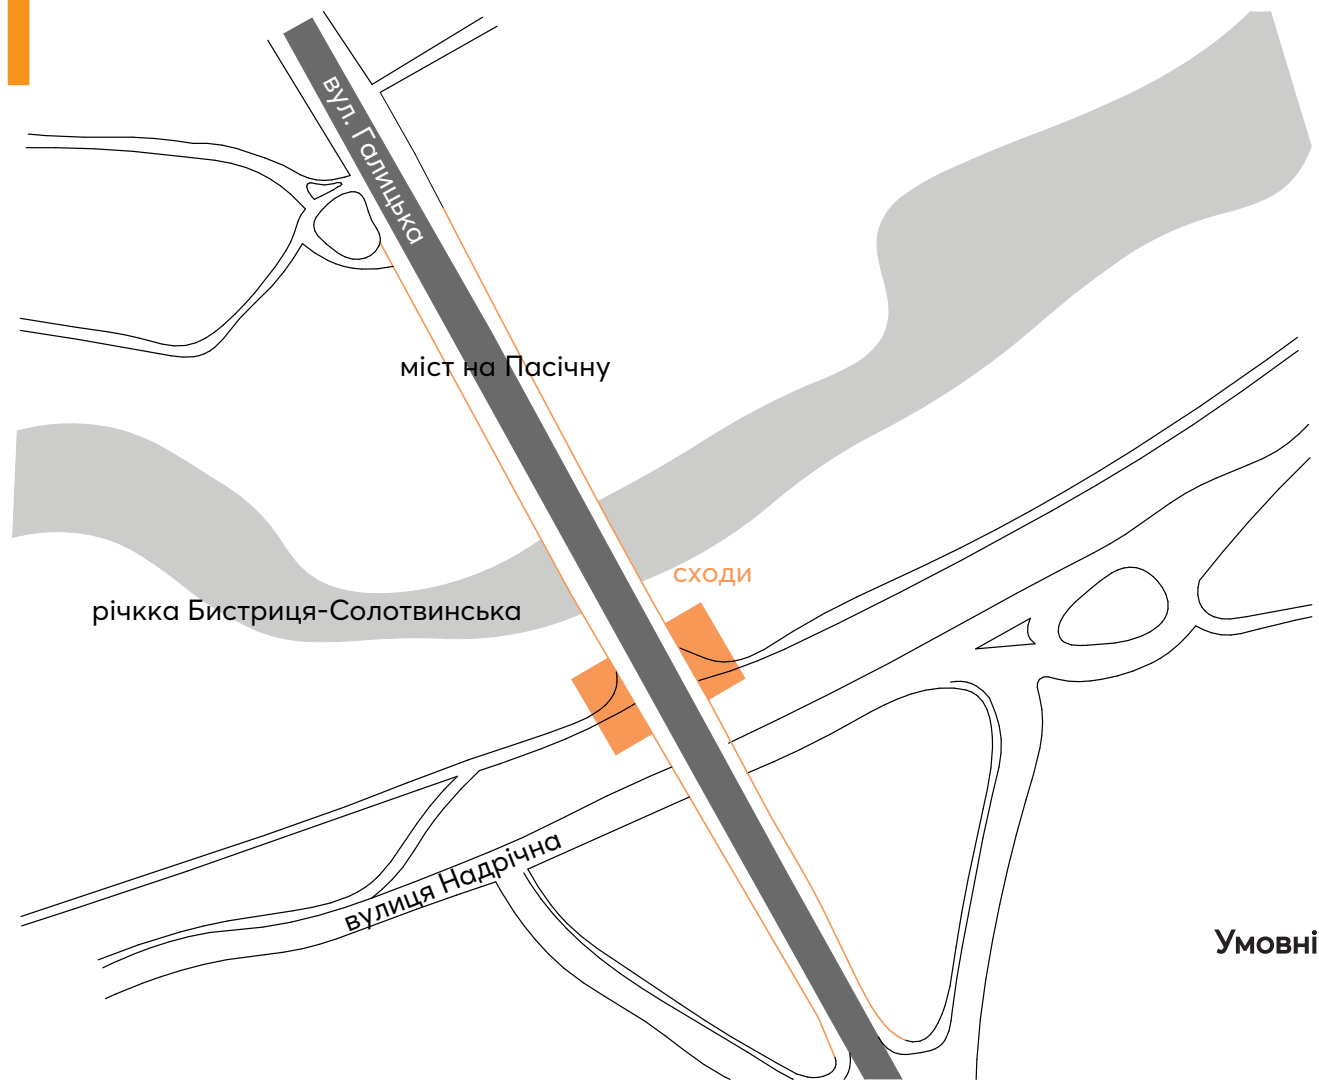 вул. Галицька
міст на Пасічну
сходи
річкка Бистриця-Солотвинська
вулиця Надрічна
Умовні